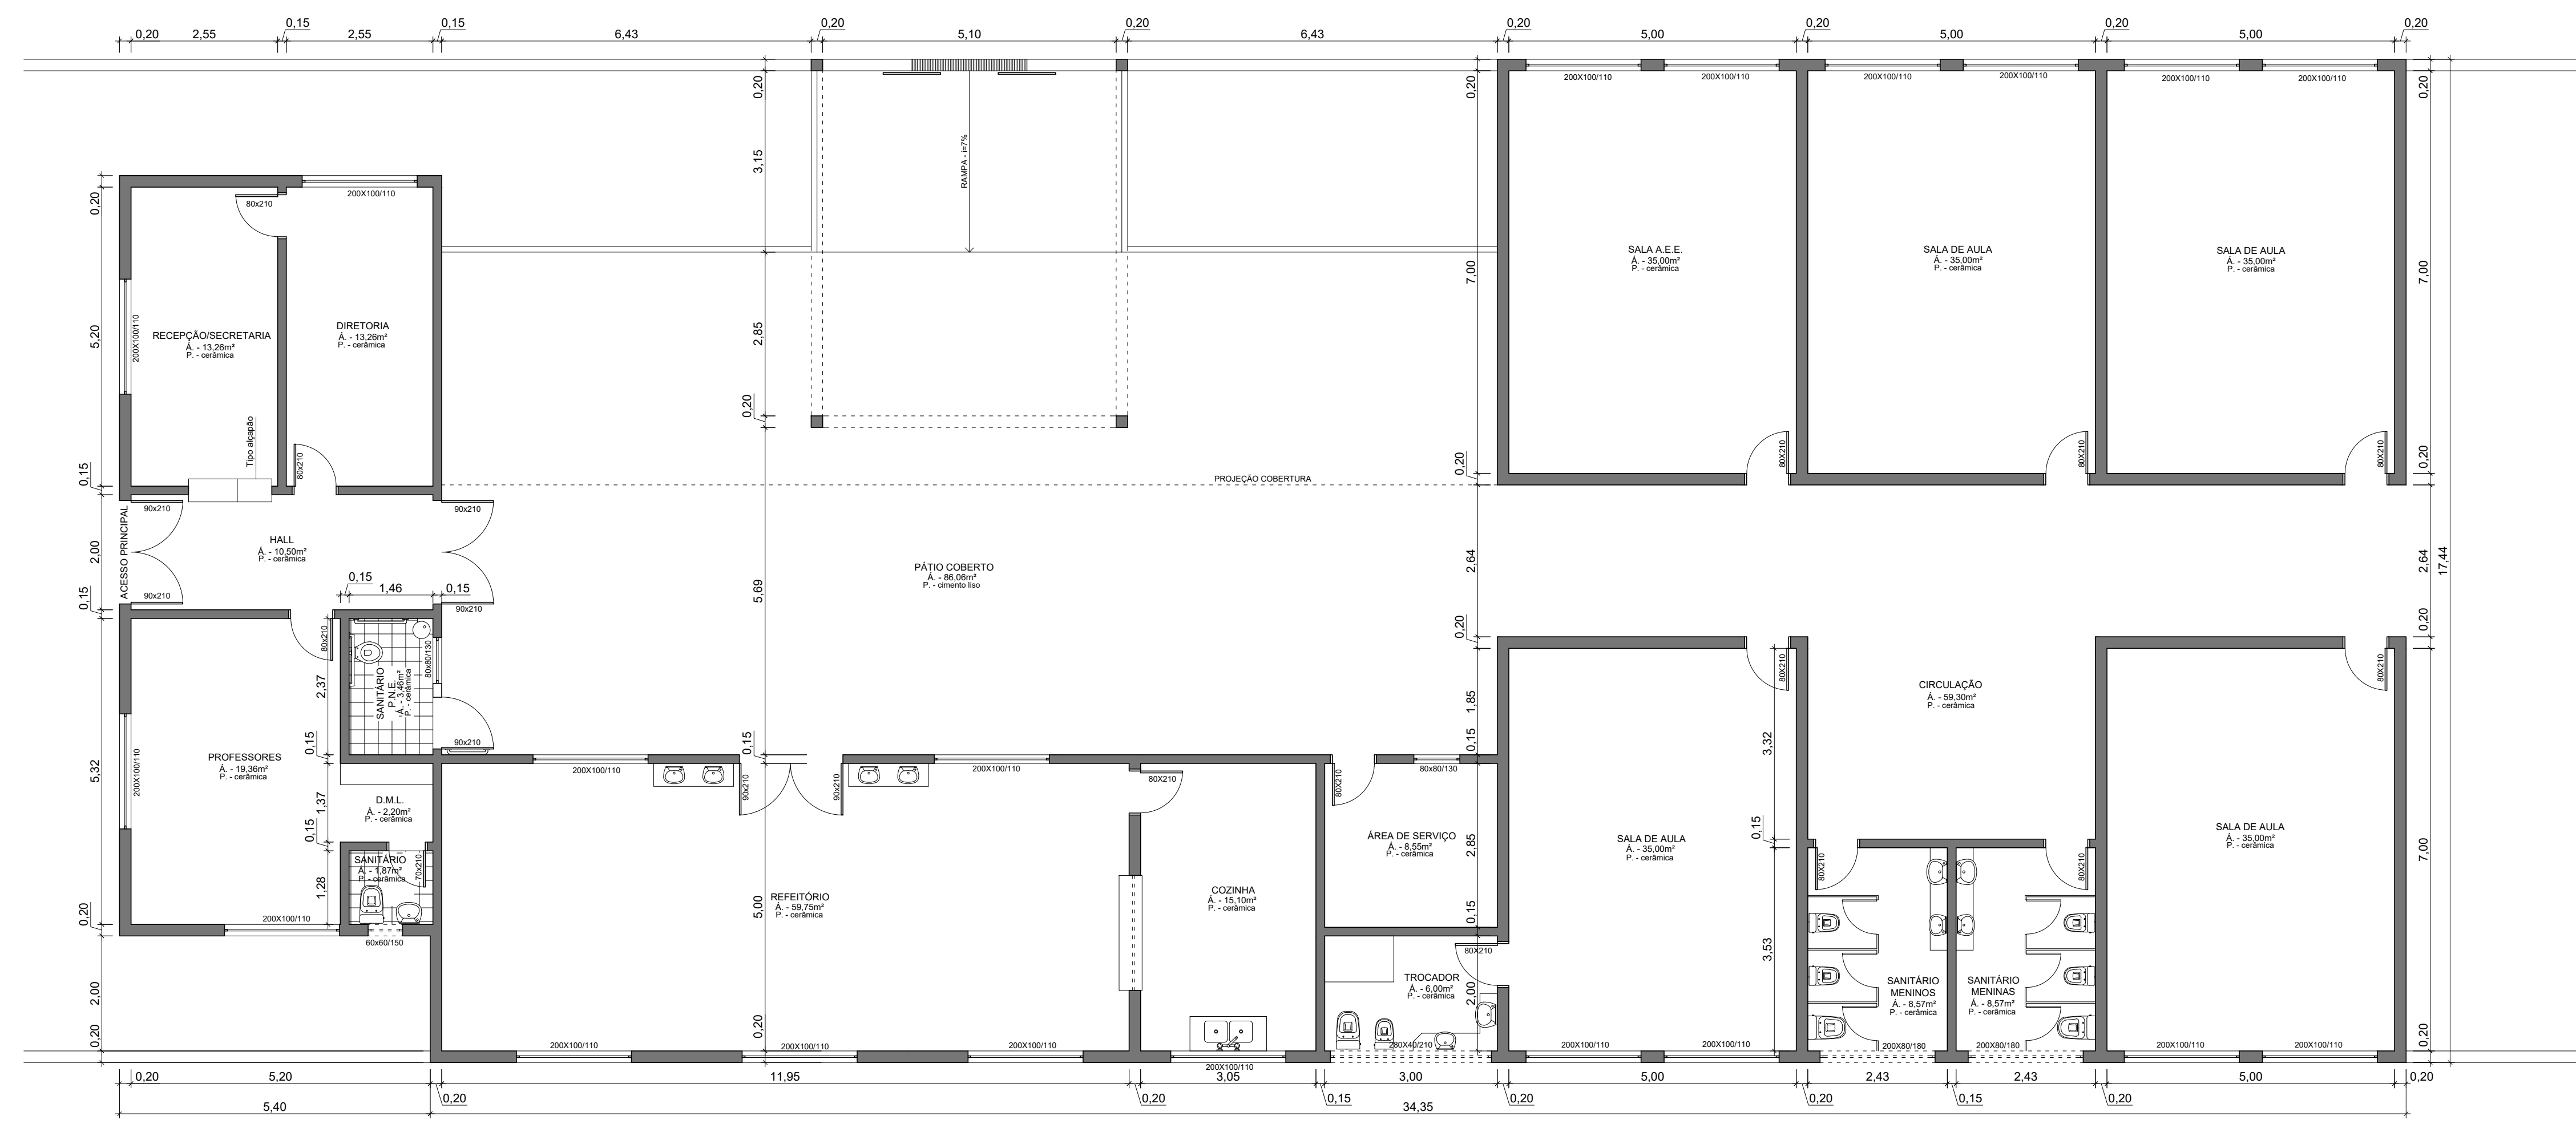 0,20
2,55
0,15
2,55
0,15
6,43
0,20
5,10
0,20
6,43
0,20
5,00
0,20
5,00
0,20
5,00
0,20
200X100/110
200X100/110
200X100/110
200X100/110
200X100/110
200X100/110
0,20
0,20
0,20
3,15
RAMPA - i=7%
0,20
80x210
200X100/110
5,20
200X100/110
RECEPÇÃO/SECRETARIA
Á. - 13,26m²
P. - cerâmica
DIRETORIA
Á. - 13,26m²
P. - cerâmica
2,85
0,20
7,00
SALA A.E.E.
Á. - 35,00m²
P. - cerâmica
SALA DE AULA
Á. - 35,00m²
P. - cerâmica
SALA DE AULA
Á. - 35,00m²
P. - cerâmica
7,00
Tipo alçapão
80x210
0,15
0,20
80X210
80X210
80X210
0,20
PROJEÇÃO COBERTURA
ACESSO PRINCIPAL
90x210
90x210
2,00
HALL
Á. - 10,50m²
P. - cerâmica
90x210
90x210
0,15
0,15
1,46
0,15
5,69
PÁTIO COBERTO
Á. - 86,06m²
P. - cimento liso
2,64
2,64
17,44
0,20
0,20
80x210
2,37
SANITÁRIO
P.N.E.
Á. - 3,46m²
P. - cerâmica
80x80/130
90x210
80X210
1,85
CIRCULAÇÃO
Á. - 59,30m²
P. - cerâmica
80X210
5,32
200X100/110
PROFESSORES
Á. - 19,36m²
P. - cerâmica
0,15
0,15
0,15
3,32
200X100/110
200X100/110
80X210
80X210
80x80/130
90x210
90x210
1,37
D.M.L.
Á. - 2,20m²
P. - cerâmica
0,15
ÁREA DE SERVIÇO
Á. - 8,55m²
P. - cerâmica
2,85
SALA DE AULA
Á. - 35,00m²
P. - cerâmica
0,15
SALA DE AULA
Á. - 35,00m²
P. - cerâmica
7,00
SANITÁRIO
Á. - 1,87m²
P. - cerâmica
70x210
1,28
80X210
80X210
0,20
200X100/110
60x60/150
REFEITÓRIO
Á. - 59,75m²
P. - cerâmica
5,00
COZINHA
Á. - 15,10m²
P. - cerâmica
0,15
80X210
3,53
TROCADOR
Á. - 6,00m²
P. - cerâmica
2,00
SANITÁRIO
MENINOS
Á. - 8,57m²
P. - cerâmica
SANITÁRIO
MENINAS
Á. - 8,57m²
P. - cerâmica
2,00
0,20
0,20
0,20
200X100/110
200X100/110
200X100/110
200X100/110
280X40/210
200X100/110
200X100/110
200X80/180
200X80/180
200X100/110
200X100/110
0,20
5,20
11,95
3,05
3,00
5,00
2,43
2,43
5,00
0,20
0,20
0,20
0,15
0,20
0,20
0,15
0,20
5,40
34,35